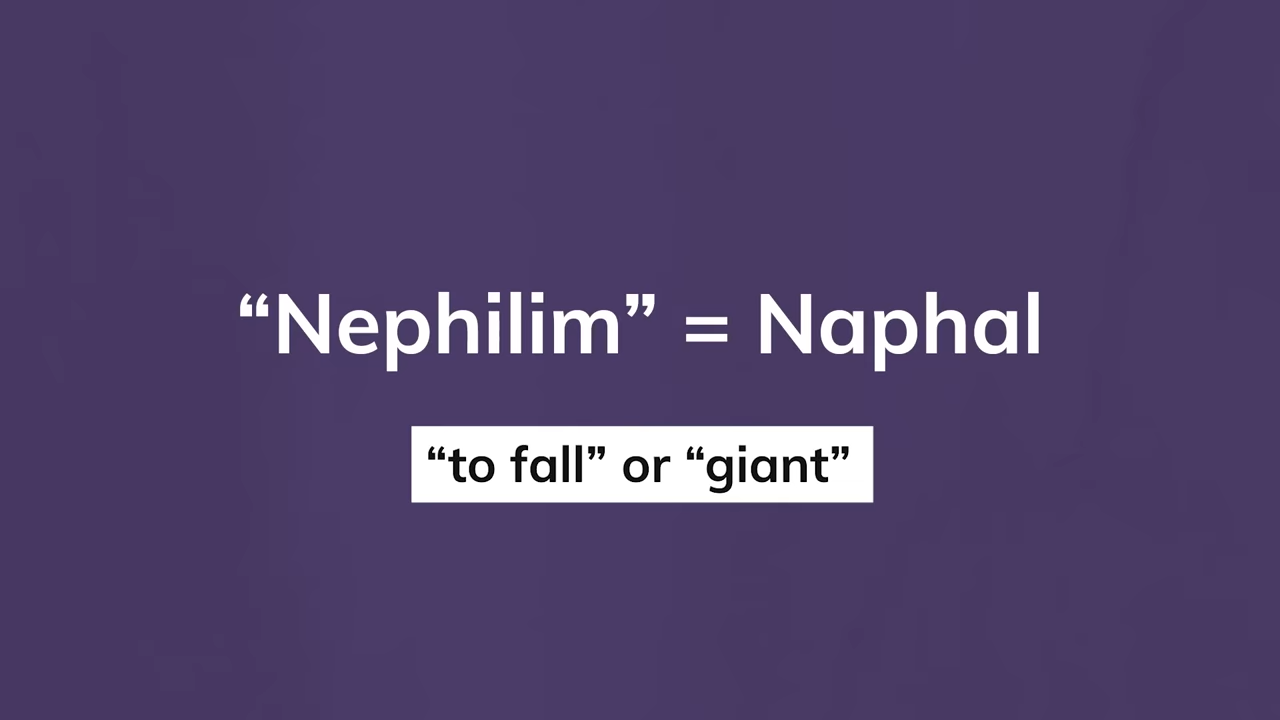 “Nephilim” = Naphal
“to fall” or “giant”